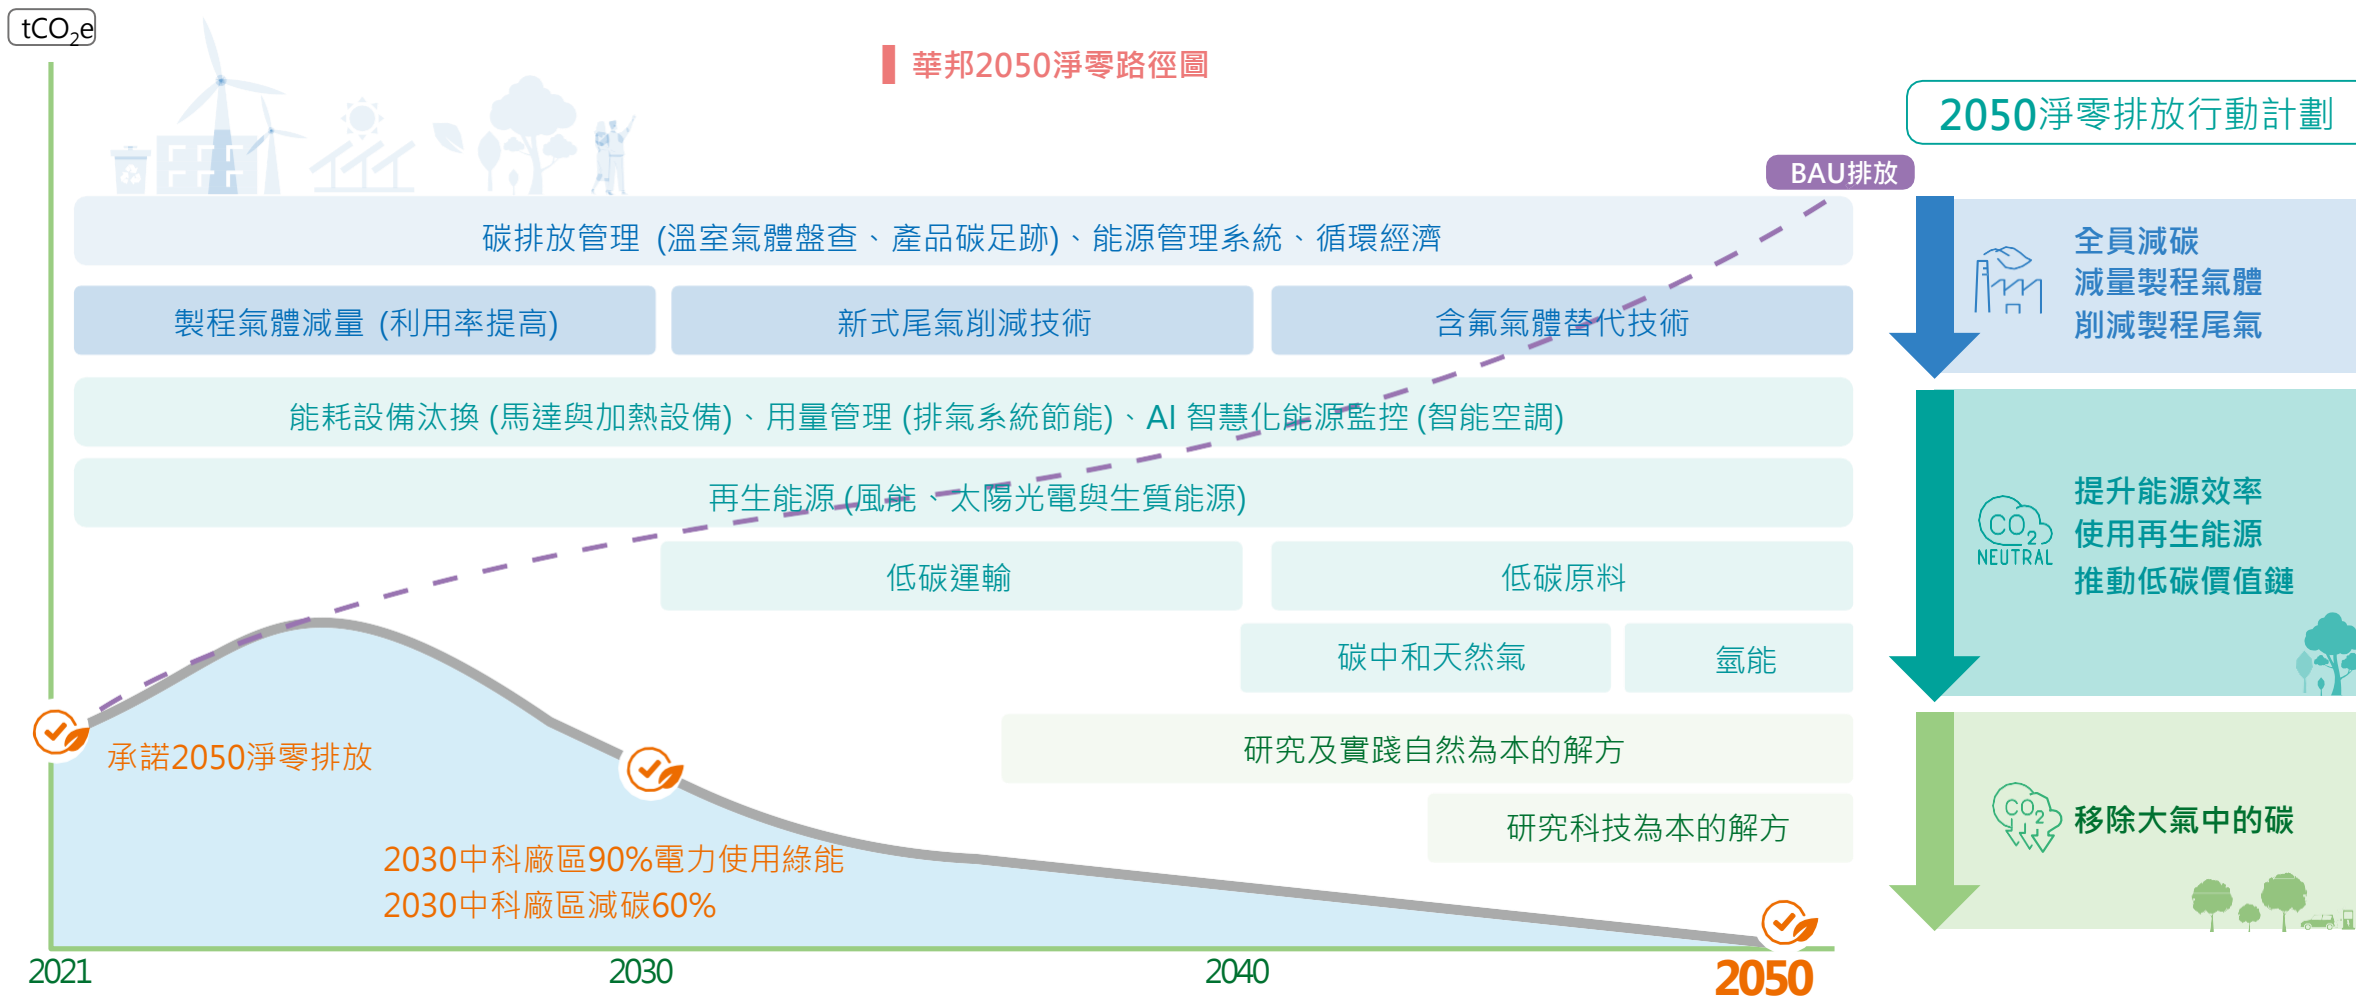 tCO₂e
華邦2050淨零路徑圖
2050淨零排放行動計劃
BAU排放
碳排放管理 (溫室氣體盤查、產品碳足跡)、能源管理系統、循環經濟
製程氣體減量 (利用率提高)
新式尾氣削減技術
含氟氣體替代技術
能耗設備汰換 (馬達與加熱設備)、用量管理 (排氣系統節能)、AI 智慧化能源監控 (智能空調)
再生能源 (風能、太陽光電與生質能源)
低碳運輸
低碳原料
碳中和天然氣
氫能
研究及實踐自然為本的解方
研究科技為本的解方
承諾2050淨零排放
2030中科廠區90%電力使用綠能
2030中科廠區減碳60%
2021
2030
2040
2050
全員減碳
減量製程氣體
削減製程尾氣
CO₂
NEUTRAL
提升能源效率
使用再生能源
推動低碳價值鏈
CO₂
移除大氣中的碳